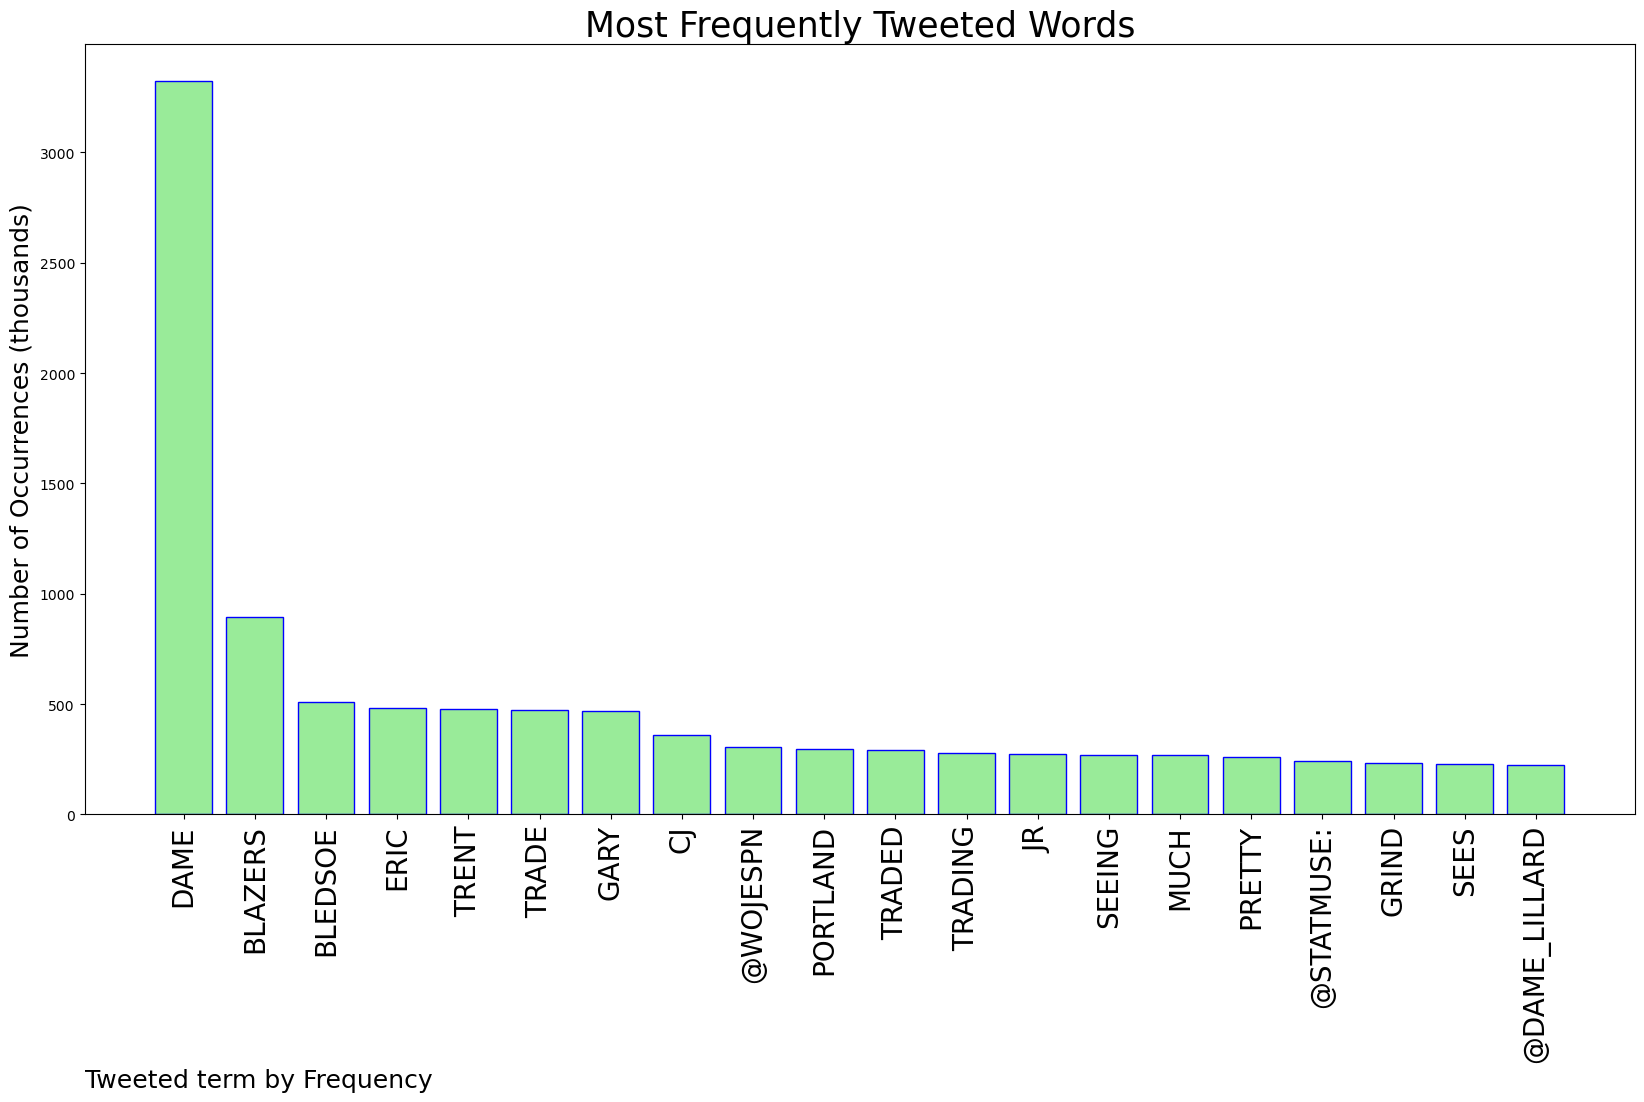 Most Frequently Tweeted Words
Number of Occurrences (thousands)
3000
2500
2000
1500
1000
500
0
DAME
BLAZERS
BLEDSOE
ERIC
TRENT
TRADE
GARY
CJ
@WOJESPN
PORTLAND
TRADED
TRADING
JR
SEEING
MUCH
PRETTY
@STATMUSE:
GRIND
SEES
@DAME_LILLARD
Tweeted term by Frequency